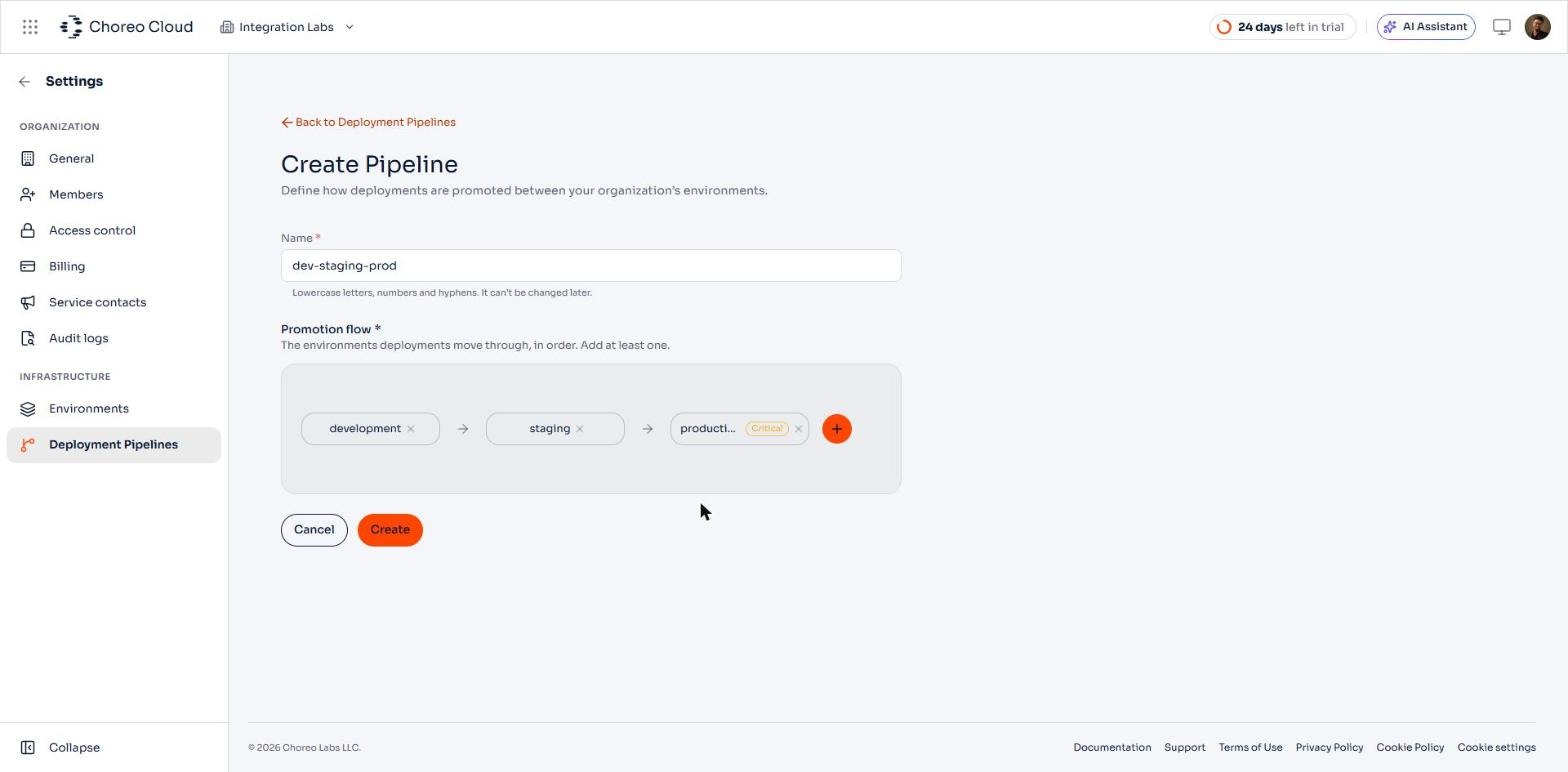 Choreo Cloud
Integration Labs
24 days left in trial
AI Assistant
Settings
ORGANIZATION
General
Members
Access control
Billing
Service contacts
Audit logs
INFRASTRUCTURE
Environments
Deployment Pipelines
Collapse
Back to Deployment Pipelines
Create Pipeline
Define how deployments are promoted between your organization's environments.
Name *
dev-staging-prod
Lowercase letters, numbers and hyphens. It can't be changed later.
Promotion flow *
The environments deployments move through, in order. Add at least one.
development × → staging × → producti... Critical × +
Cancel Create
© 2026 Choreo Labs LLC.
Documentation Support Terms of Use Privacy Policy Cookie Policy Cookie settings